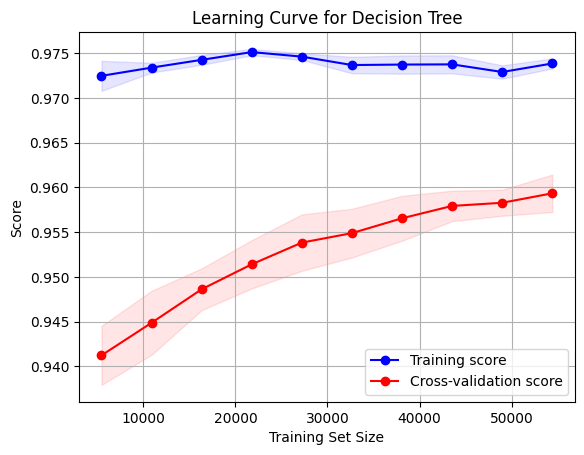 Learning Curve for Decision Tree
Score
0.975
0.970
0.965
0.960
0.955
0.950
0.945
0.940
Training score
Cross-validation score
10000 20000 30000 40000 50000
Training Set Size